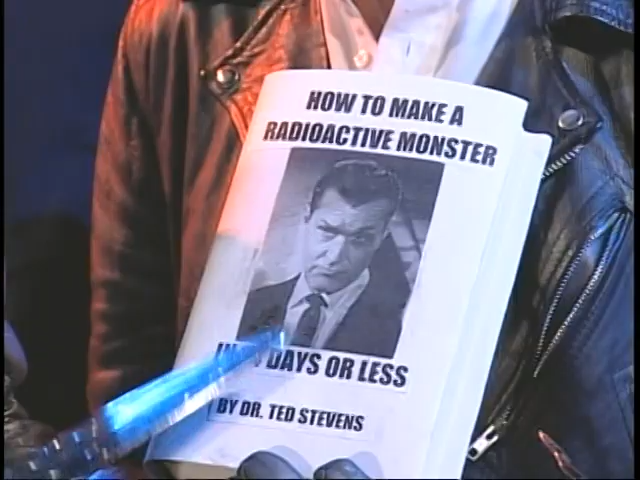 HOW TO MAKE A
RADIOACTIVE MONSTER
DAYS OR LESS
BY DR. TED STEVENS